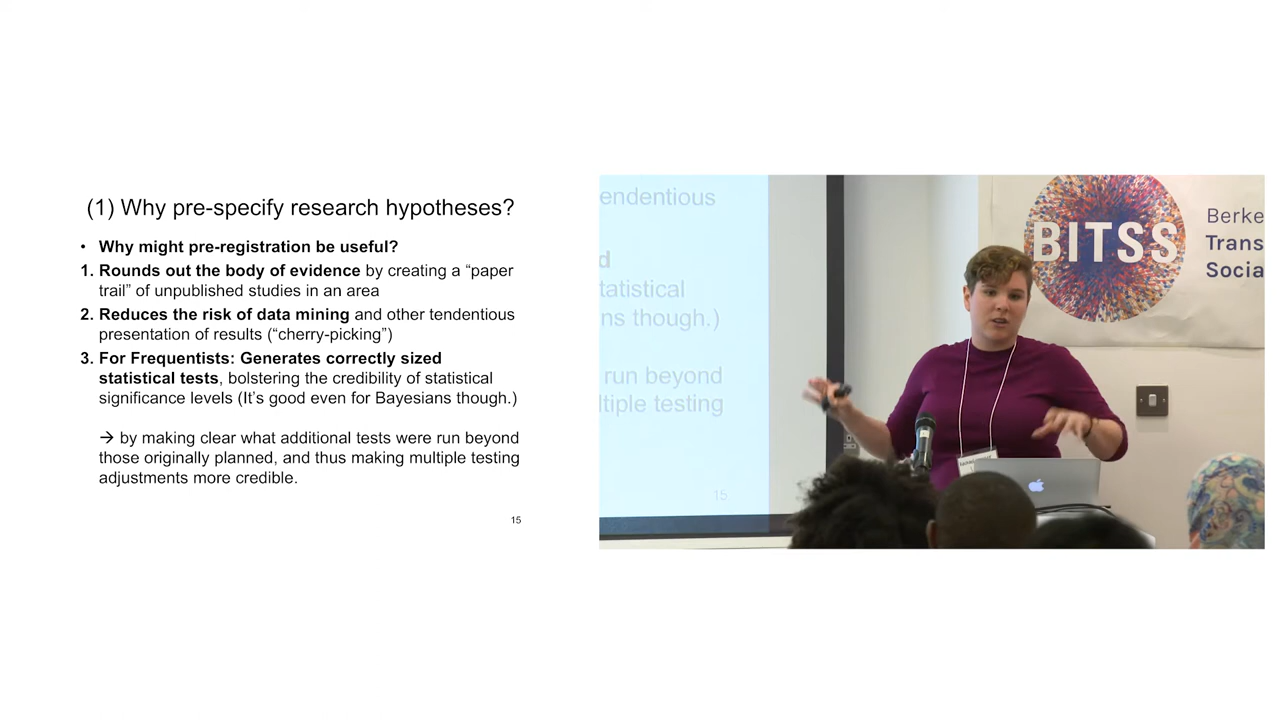 (1) Why pre-specify research hypotheses?
• Why might pre-registration be useful?
1. Rounds out the body of evidence by creating a “paper
trail” of unpublished studies in an area
2. Reduces the risk of data mining and other tendentious
presentation of results (“cherry-picking”)
3. For Frequentists: Generates correctly sized
statistical tests, bolstering the credibility of statistical
significance levels (It’s good even for Bayesians though.)
→ by making clear what additional tests were run beyond
those originally planned, and thus making multiple testing
adjustments more credible.
15
endentious
d
tatistical
ns though.)
run beyond
ltiple testing
15
BITSS
Berke
Trans
Socia